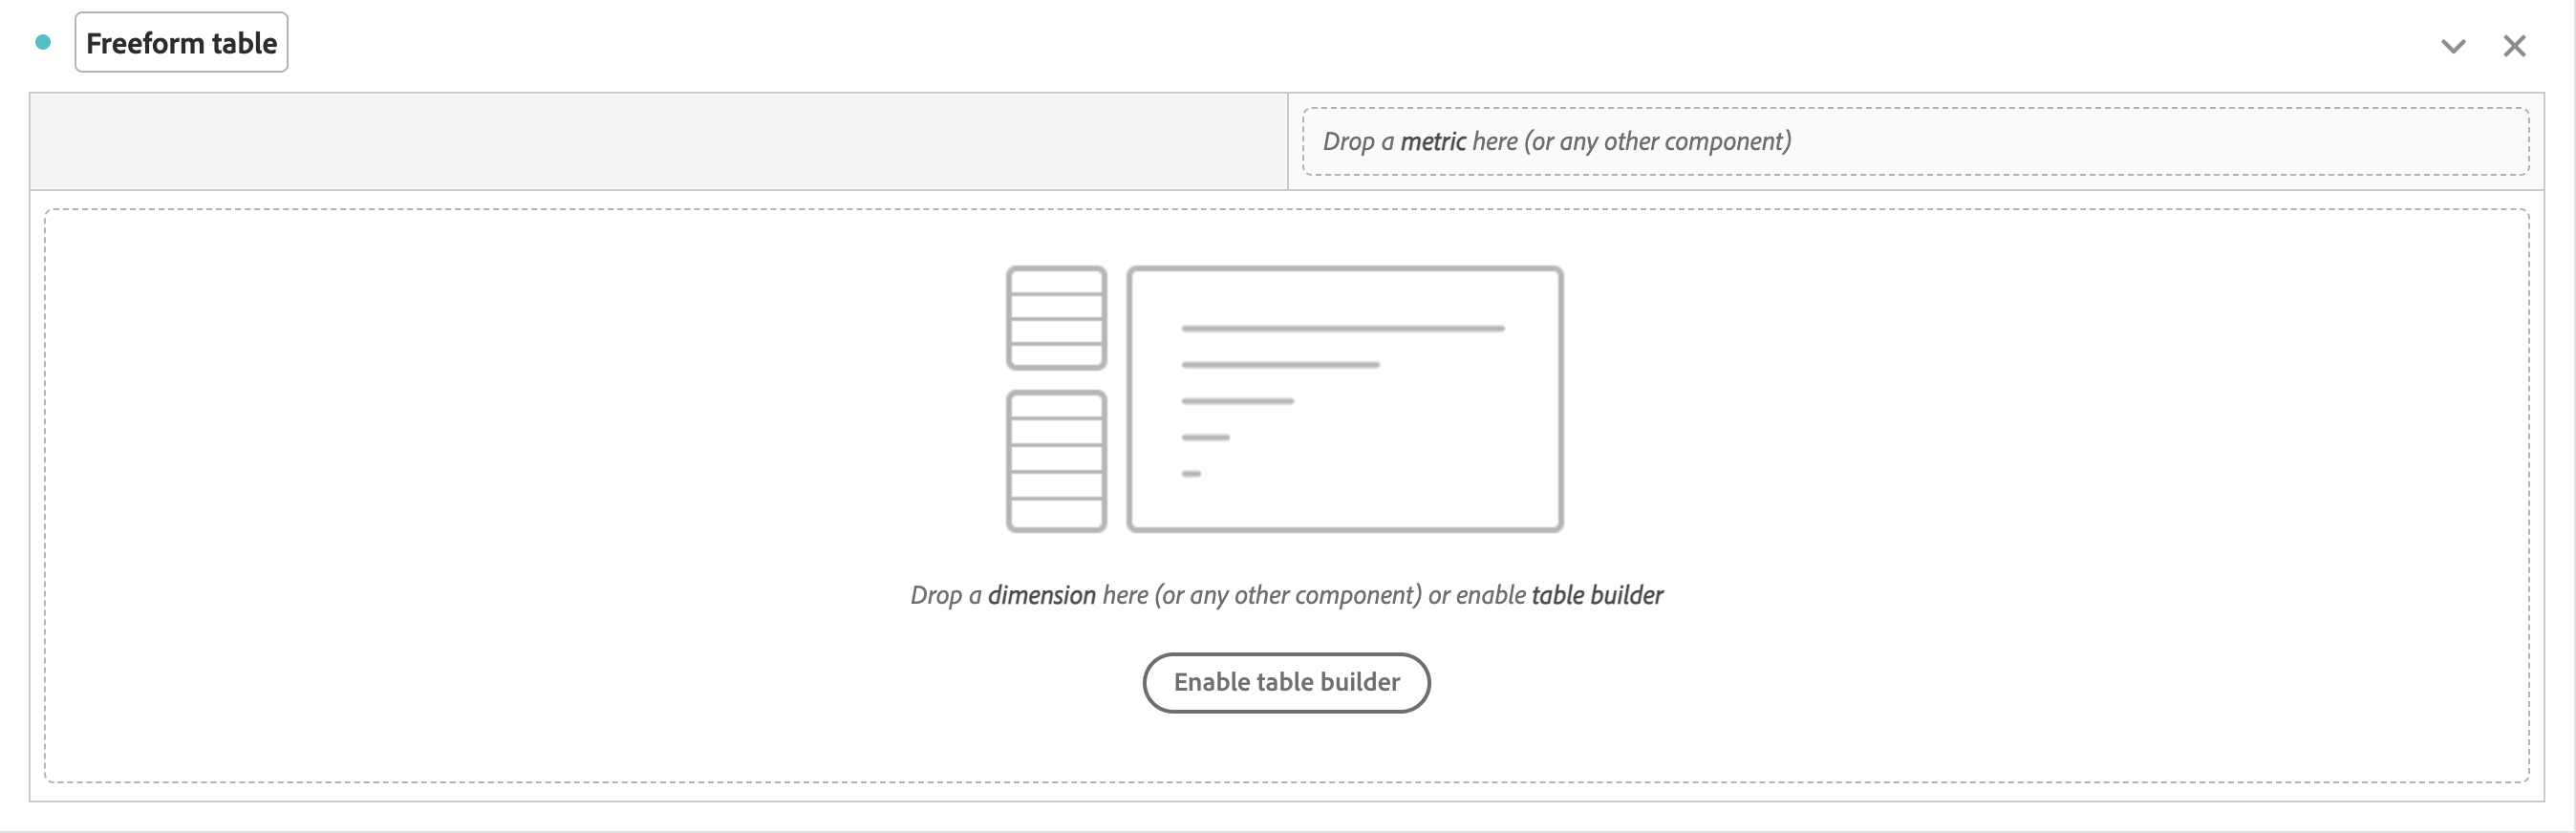 Freeform table
Drop a metric here (or any other component)
Drop a dimension here (or any other component) or enable table builder
Enable table builder